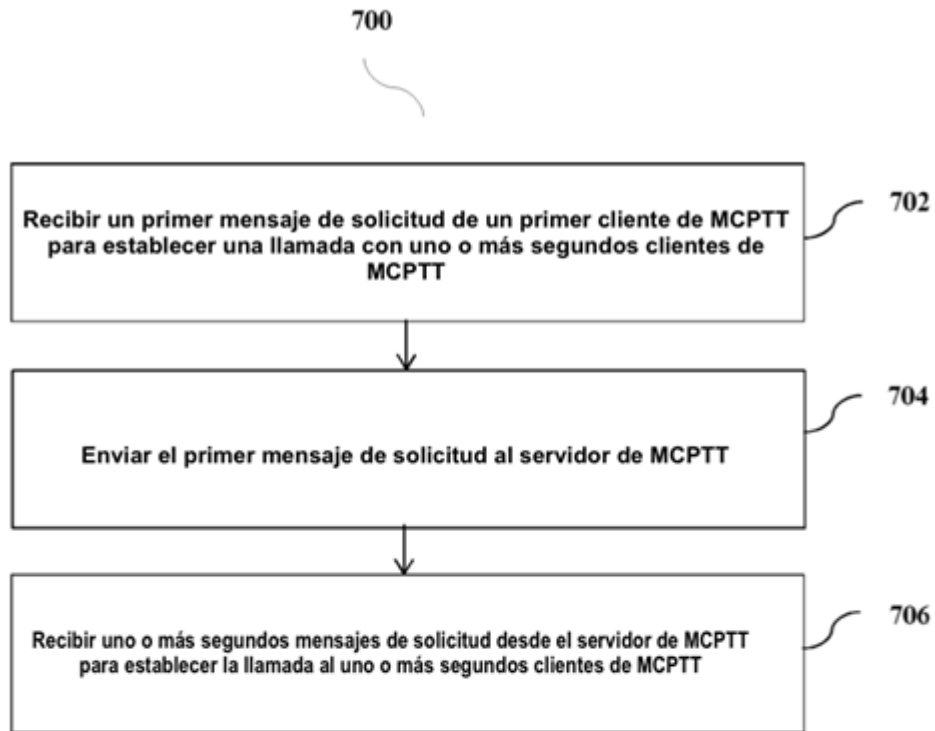 700
Recibir un primer mensaje de solicitud de un primer cliente de MCPTT
para establecer una llamada con uno o más segundos clientes de
MCPTT
702
Enviar el primer mensaje de solicitud al servidor de MCPTT
704
Recibir uno o más segundos mensajes de solicitud desde el servidor de MCPTT
para establecer la llamada al uno o más segundos clientes de MCPTT
706